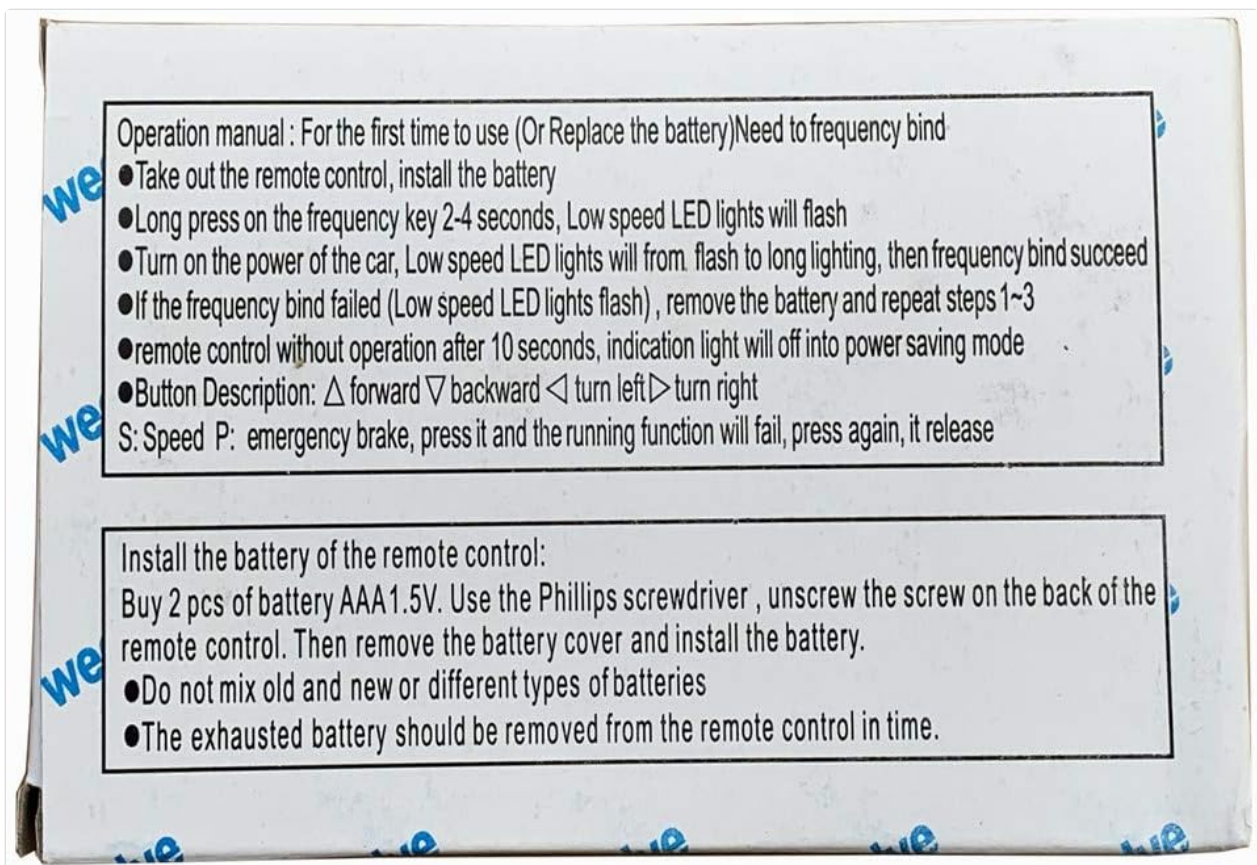 Operation manual : For the first time to use (Or Replace the battery)Need to frequency bind
●Take out the remote control, install the battery
●Long press on the frequency key 2-4 seconds, Low speed LED lights will flash
●Turn on the power of the car, Low speed LED lights will from flash to long lighting, then frequency bind succeed
●If the frequency bind failed (Low speed LED lights flash) , remove the battery and repeat steps 1~3
●remote control without operation after 10 seconds, indication light will off into power saving mode
●Button Description: △ forward ▽ backward ◁ turn left ▷ turn right
S: Speed P: emergency brake, press it and the running function will fail, press again, it release
Install the battery of the remote control:
Buy 2 pcs of battery AAA1.5V. Use the Phillips screwdriver , unscrew the screw on the back of the
remote control. Then remove the battery cover and install the battery.
●Do not mix old and new or different types of batteries
●The exhausted battery should be removed from the remote control in time.